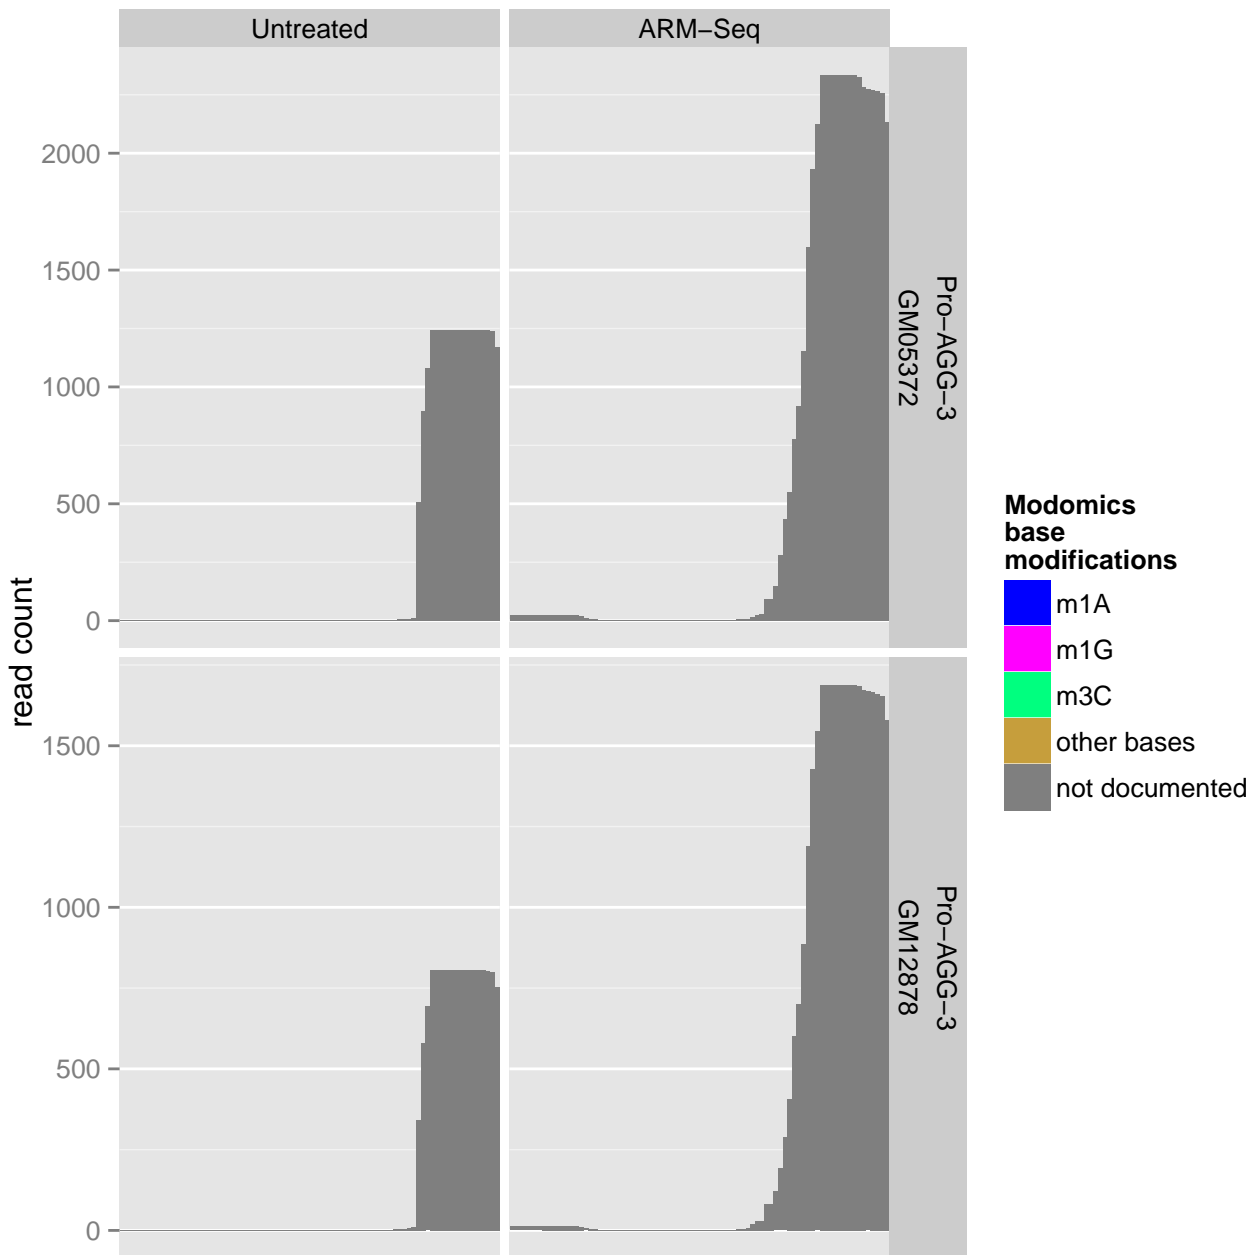 Untreated
ARM−Seq
2000
1500
1000
500
0
Pro−AGG−3
GM05372
1500
1000
500
0
Pro−AGG−3
GM12878
read count
Modomics
base
modifications
m1A
m1G
m3C
other bases
not documented